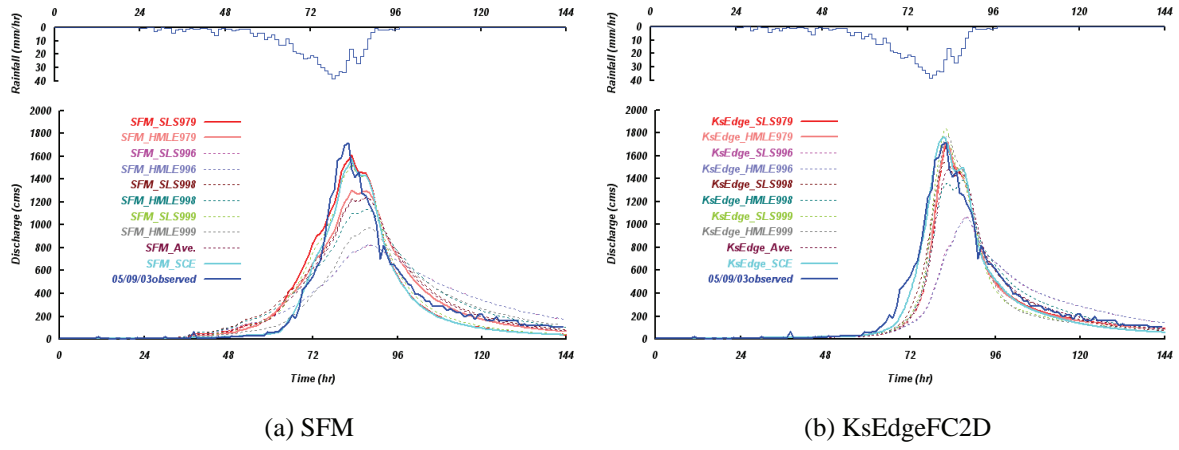 0 24 48 72 96 120 144
0
10
20
30
40
Rainfall (mm/hr)
2000
1800
1600
1400
1200
1000
800
600
400
200
0
Discharge (cms)
SFM_SLS979
SFM_HMLE979
SFM_SLS996
SFM_HMLE996
SFM_SLS998
SFM_HMLE998
SFM_SLS999
SFM_HMLE999
SFM_Ave.
SFM_SCE
05/09/03observed
0 24 48 72 96 120 144
Time (hr)
(a) SFM
0 24 48 72 96 120 144
0
10
20
30
40
Rainfall (mm/hr)
2000
1800
1600
1400
1200
1000
800
600
400
200
0
Discharge (cms)
KsEdge_SLS979
KsEdge_HMLE979
KsEdge_SLS996
KsEdge_HMLE996
KsEdge_SLS998
KsEdge_HMLE998
KsEdge_SLS999
KsEdge_HMLE999
KsEdge_Ave.
KsEdge_SCE
05/09/03observed
0 24 48 72 96 120 144
Time (hr)
(b) KsEdgeFC2D